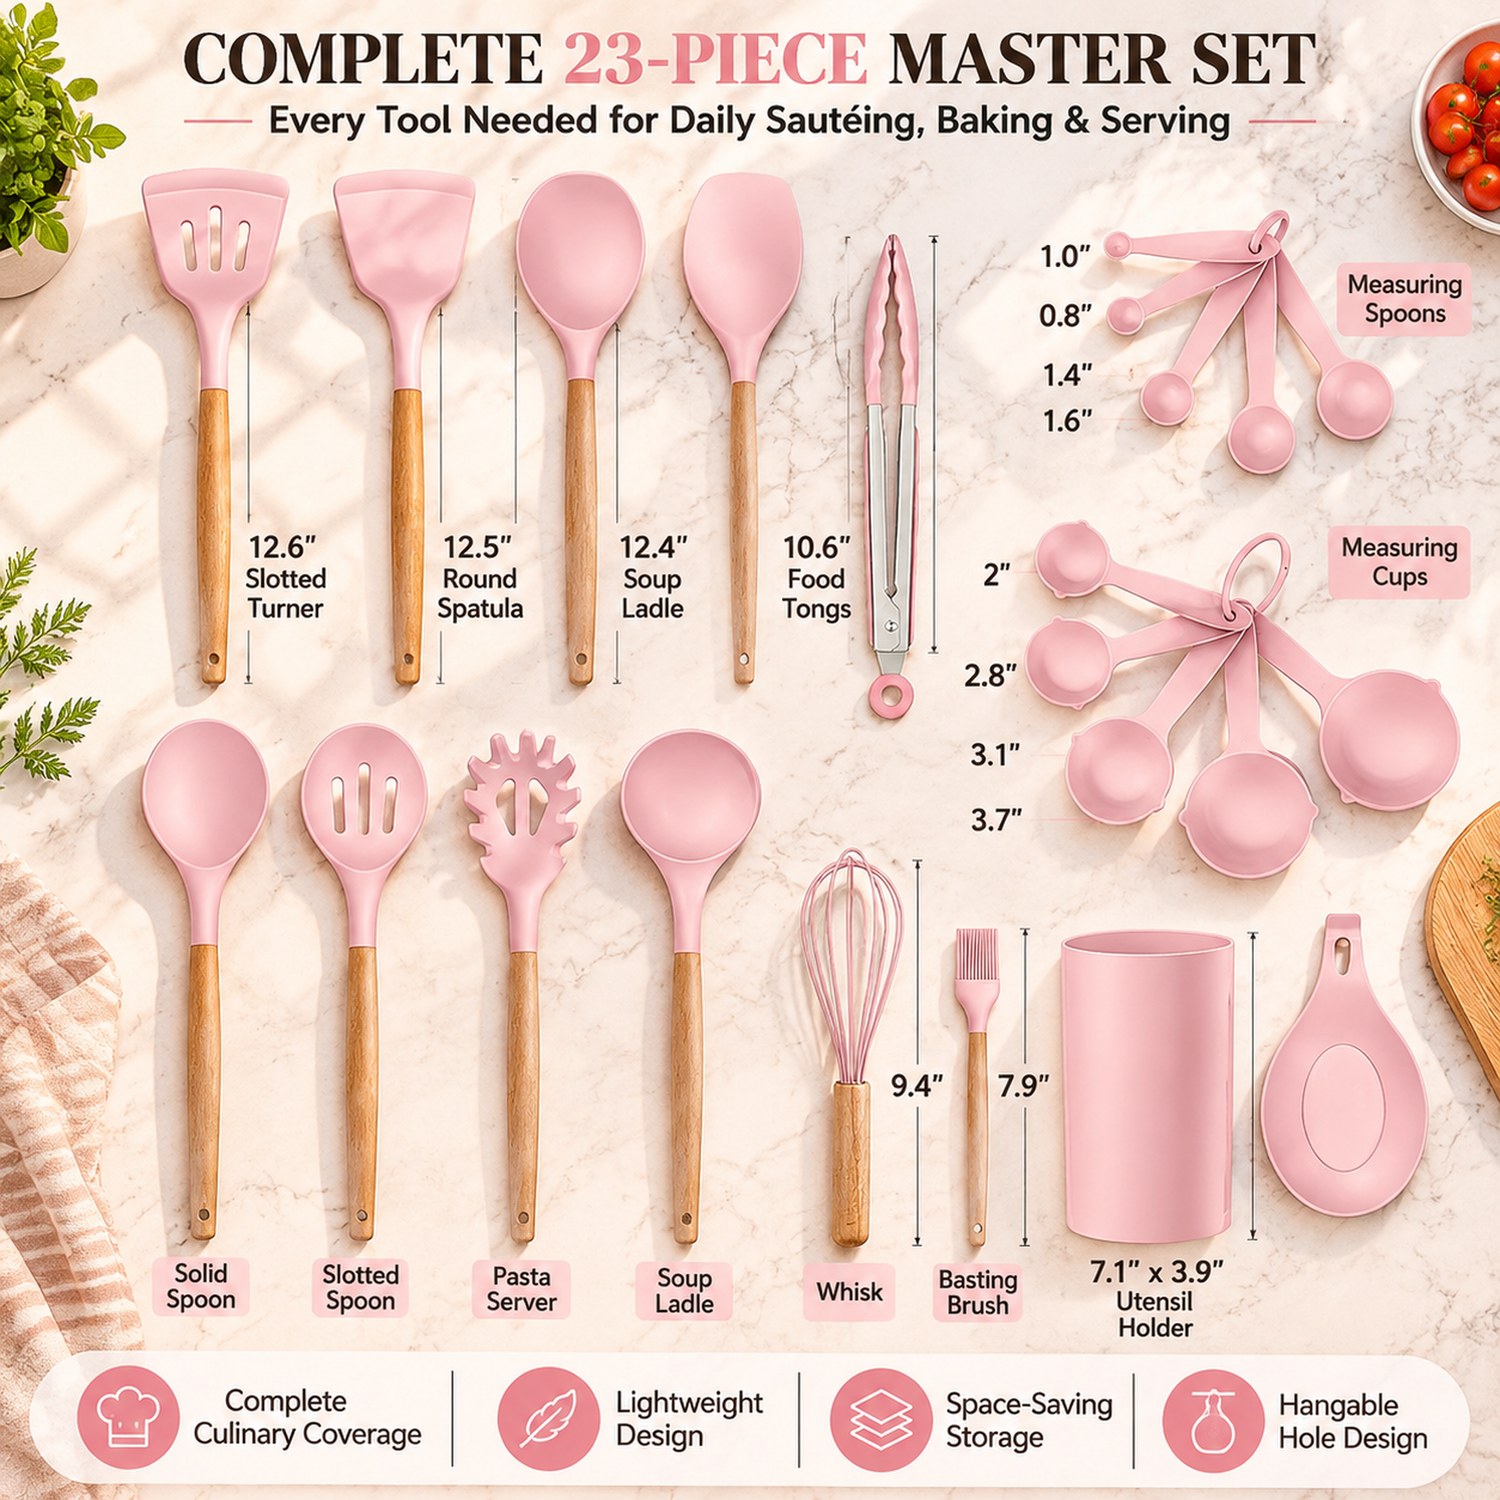 COMPLETE 23-PIECE MASTER SET
Every Tool Needed for Daily Sautéing, Baking & Serving
12.6"
Slotted
Turner
12.5"
Round
Spatula
12.4"
Soup
Ladle
10.6"
Food
Tongs
1.0"
0.8"
1.4"
1.6"
Measuring
Spoons
2"
2.8"
3.1"
3.7"
Measuring
Cups
Solid
Spoon
Slotted
Spoon
Pasta
Server
Soup
Ladle
9.4"
Whisk
7.9"
Basting
Brush
7.1" x 3.9"
Utensil
Holder
Complete
Culinary Coverage
Lightweight
Design
Space-Saving
Storage
Hangable
Hole Design